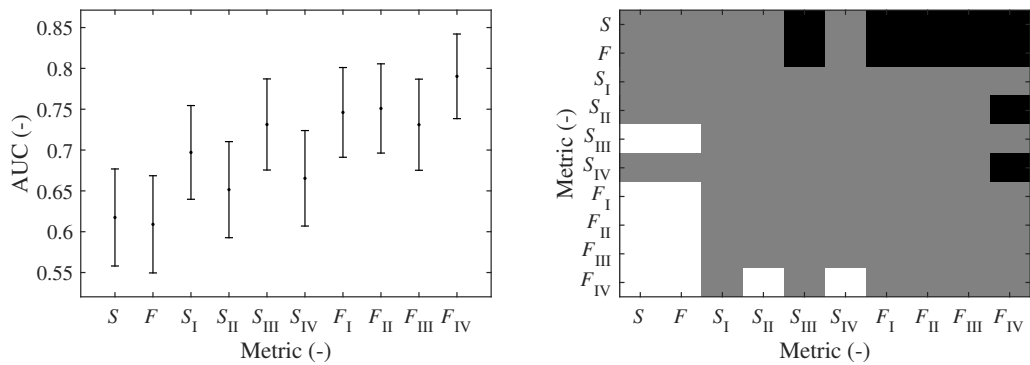 0.85
0.8
0.75
0.7
0.65
0.6
0.55
AUC (-)
S F S_I S_II S_III S_IV F_I F_II F_III F_IV
Metric (-)
S
F
S_I
S_II
S_III
S_IV
F_I
F_II
F_III
F_IV
Metric (-)
S F S_I S_II S_III S_IV F_I F_II F_III F_IV
Metric (-)